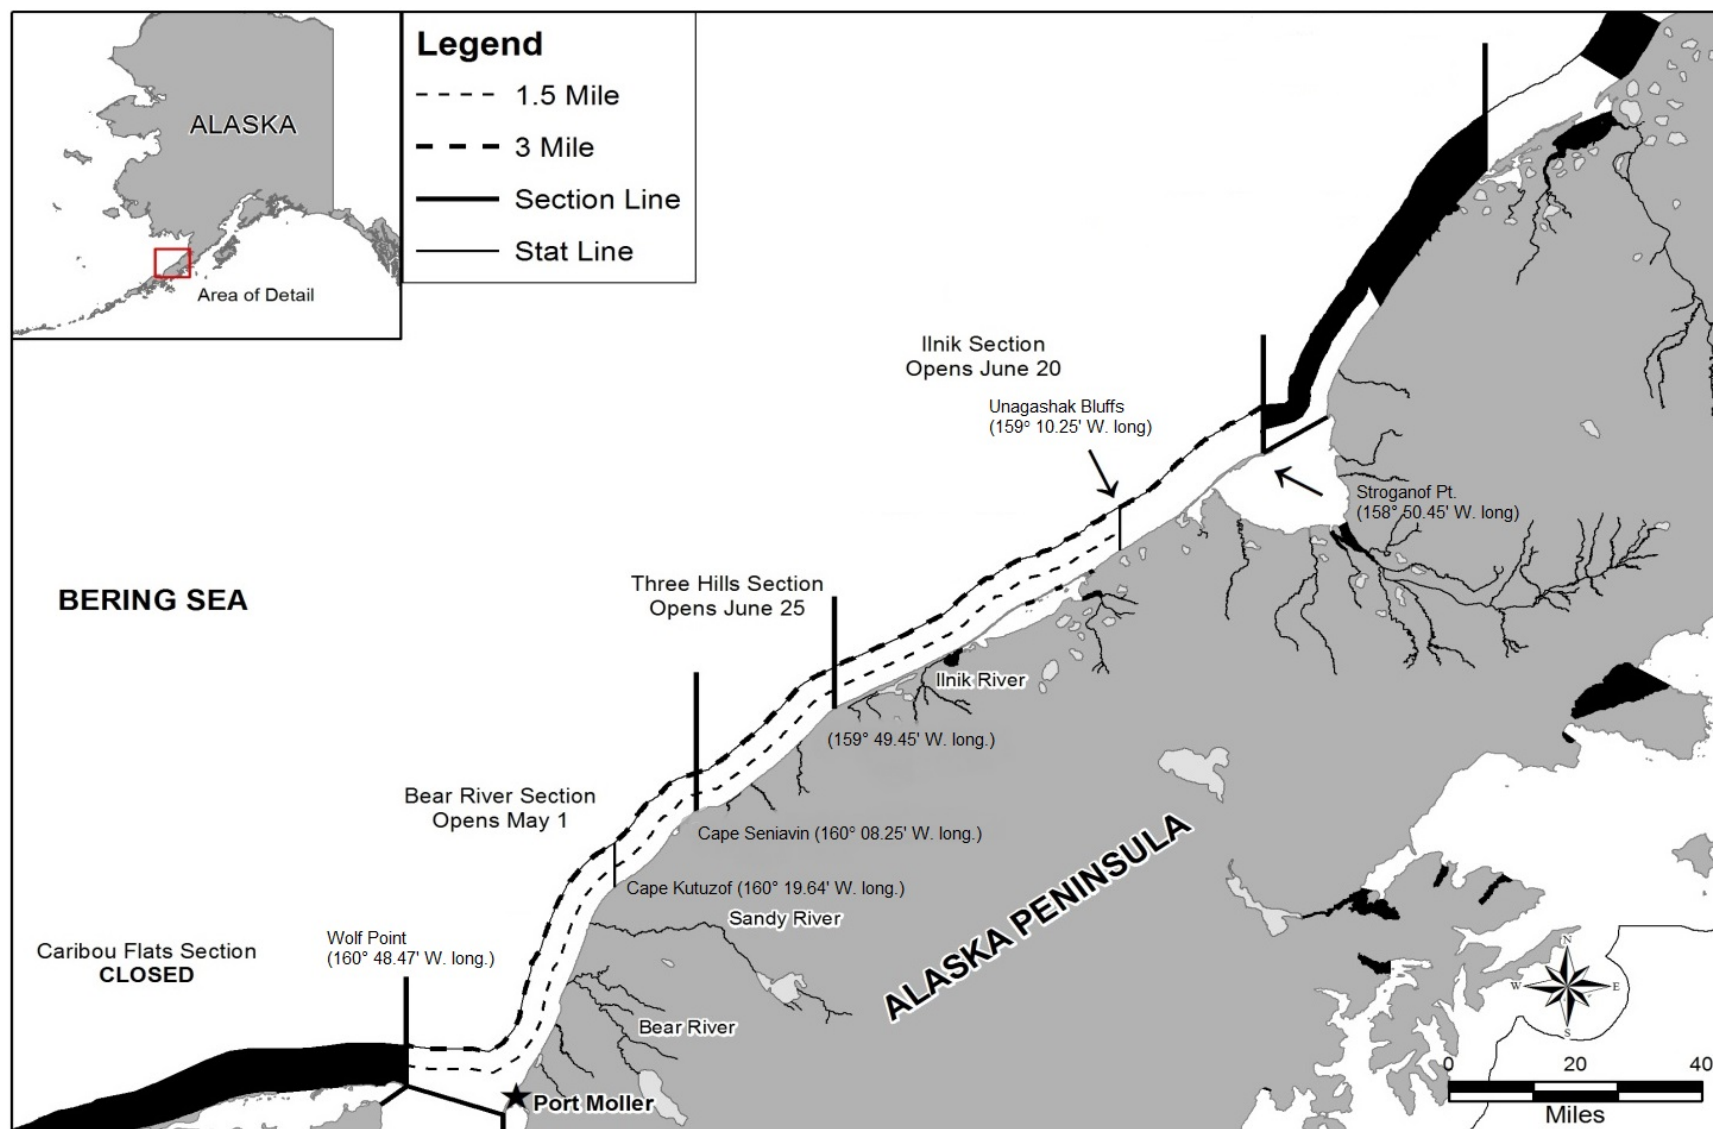 Legend
1.5 Mile
3 Mile
Section Line
Stat Line
ALASKA
Area of Detail
Ilnik Section
Opens June 20
Unagashak Bluffs
(159° 10.25' W. long)
Stroganof Pt.
(158° 50.45' W. long)
Three Hills Section
Opens June 25
BERING SEA
Ilnik River
(159° 49.45' W. long.)
Bear River Section
Opens May 1
Cape Seniavin (160° 08.25' W. long.)
Cape Kutuzof (160° 19.64' W. long.)
Sandy River
ALASKA PENINSULA
Wolf Point
(160° 48.47' W. long.)
Caribou Flats Section
CLOSED
Bear River
Port Moller
N
W E
S
0 20 40
Miles